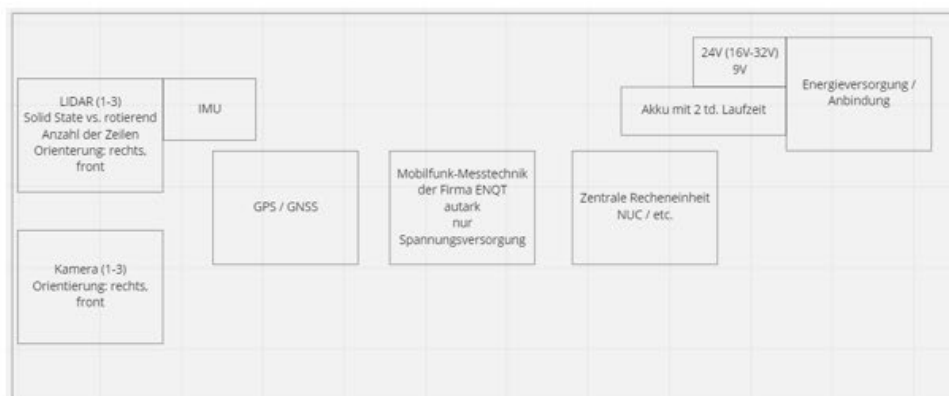 LIDAR (1-3)
Solid State vs. rotierend
Anzahl der Zeilen
Orienterung: rechts,
front
IMU
GPS / GNSS
Kamera (1-3)
Orientierung: rechts,
front
Mobilfunk-Messtechnik
der Firma ENQT
autark
nur
Spannungsversorgung
Zentrale Recheneinheit
NUC / etc.
24V (16V-32V)
9V
Akku mit 2 td. Laufzeit
Energieversorgung /
Anbindung